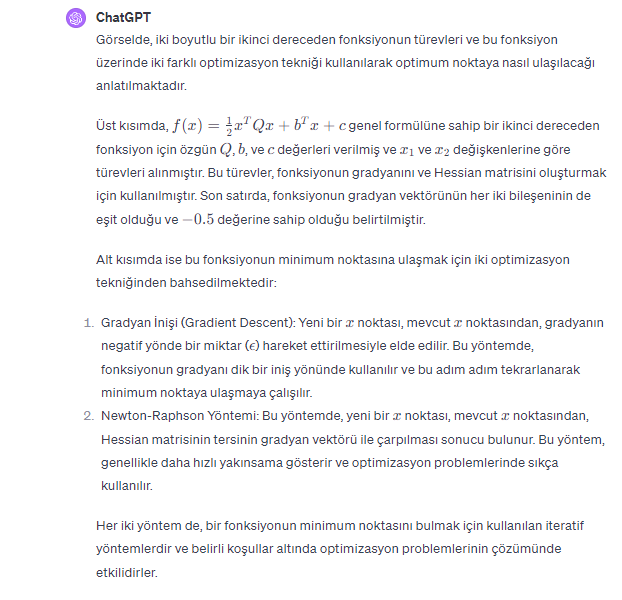 ChatGPT
Görselde, iki boyutlu bir ikinci dereceden fonksiyonun türevleri ve bu fonksiyon
üzerinde iki farklı optimizasyon tekniği kullanılarak optimum noktaya nasıl ulaşılacağı
anlatılmaktadır.
Üst kısımda, f(x) = ½xᵀQx + bᵀx + c genel formülüne sahip bir ikinci dereceden
fonksiyon için özgün Q, b, ve c değerleri verilmiş ve x₁ ve x₂ değişkenlerine göre
türevleri alınmıştır. Bu türevler, fonksiyonun gradyanını ve Hessian matrisini oluşturmak
için kullanılmıştır. Son satırda, fonksiyonun gradyan vektörünün her iki bileşeninin de
eşit olduğu ve −0.5 değerine sahip olduğu belirtilmiştir.
Alt kısımda ise bu fonksiyonun minimum noktasına ulaşmak için iki optimizasyon
tekniğinden bahsedilmektedir:
1. Gradyan İnişi (Gradient Descent): Yeni bir x noktası, mevcut x noktasından, gradyanın
negatif yönde bir miktar (ϵ) hareket ettirilmesiyle elde edilir. Bu yöntemde,
fonksiyonun gradyanı dik bir iniş yönünde kullanılır ve bu adım adım tekrarlanarak
minimum noktaya ulaşmaya çalışılır.
2. Newton-Raphson Yöntemi: Bu yöntemde, yeni bir x noktası, mevcut x noktasından,
Hessian matrisinin tersinin gradyan vektörü ile çarpılması sonucu bulunur. Bu yöntem,
genellikle daha hızlı yakınsama gösterir ve optimizasyon problemlerinde sıkça
kullanılır.
Her iki yöntem de, bir fonksiyonun minimum noktasını bulmak için kullanılan iteratif
yöntemlerdir ve belirli koşullar altında optimizasyon problemlerinin çözümünde
etkilidirler.